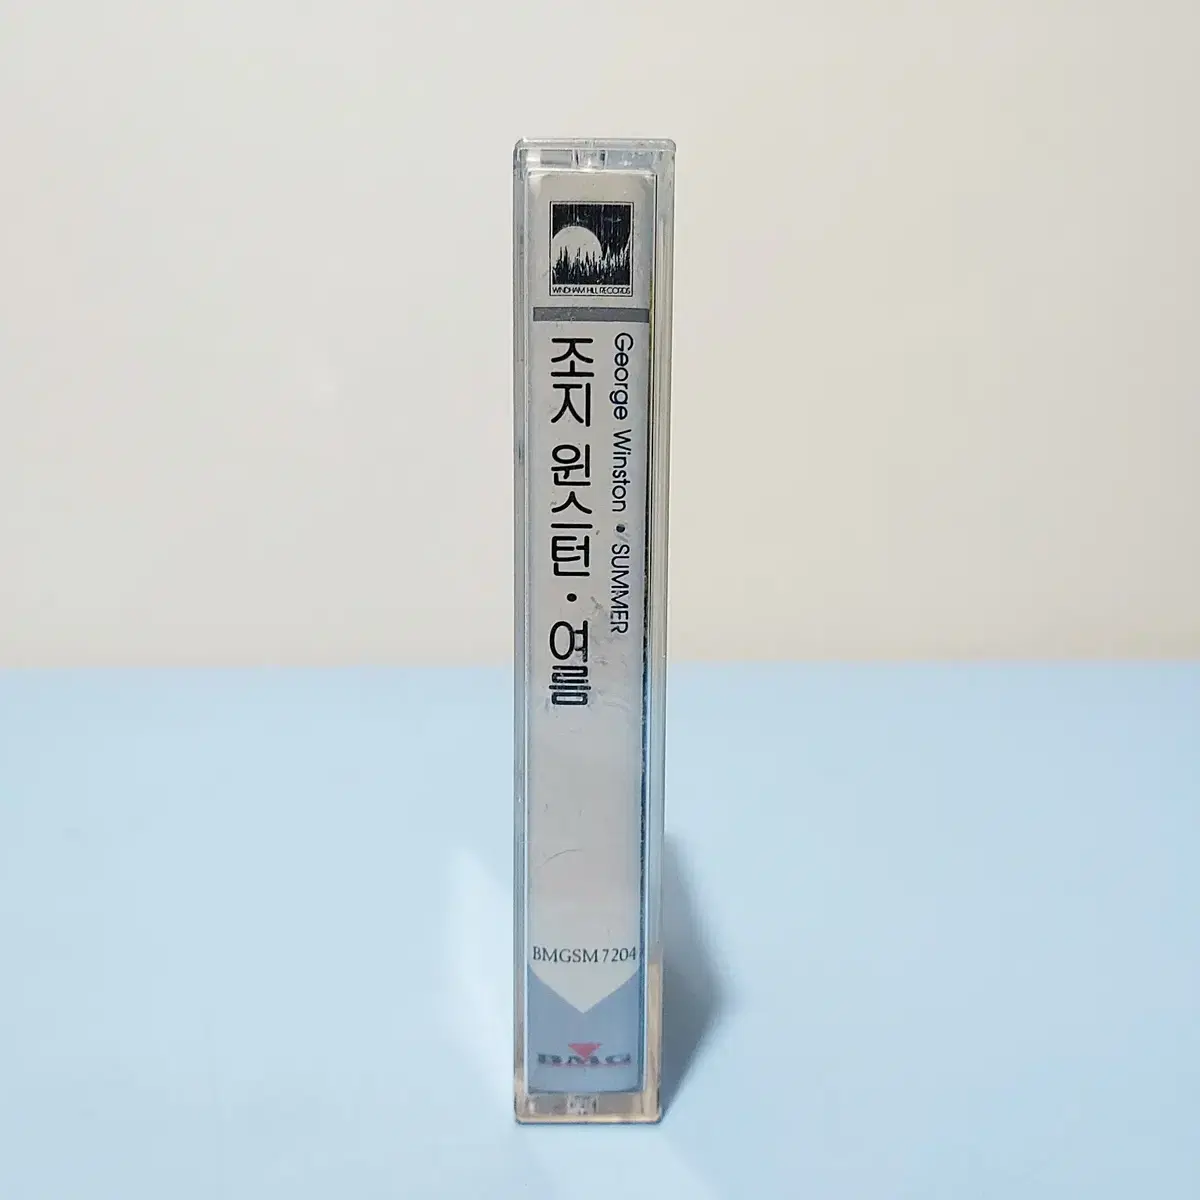 WINDHAM HILL RECORDS
George Winston • SUMMER
조지 윈스턴 • 여름
BMGSM 7204
BMG